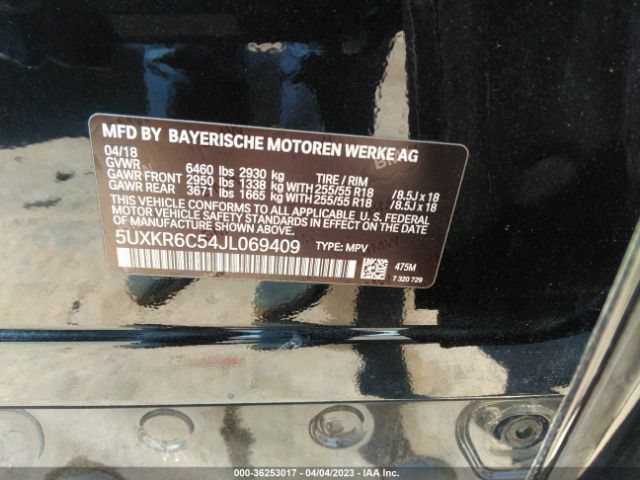 MFD BY BAYERISCHE MOTOREN WERKE AG
04/18
GVWR 6460 lbs 2930 kg TIRE / RIM
GAWR FRONT 2950 lbs 1338 kg WITH 255/55 R18 /8.5J x 18
GAWR REAR 3671 lbs 1665 kg WITH 255/55 R18 /8.5J x 18
THIS VEHICLE CONFORMS TO ALL APPLICABLE U.S. FEDERAL
MOTOR VEHICLE SAFETY STANDARDS IN EFFECT ON THE DATE
OF MANUFACTURE SHOWN ABOVE.
5UXKR6C54JL069409 TYPE: MPV
475M
7 320 729
000-36253017 - 04/04/2023 - IAA Inc.